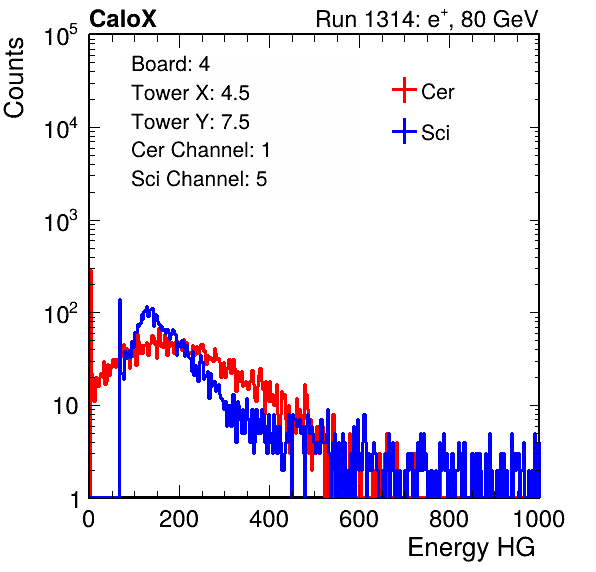 CaloX Run 1314: e⁺, 80 GeV
Counts
Board: 4
Tower X: 4.5
Tower Y: 7.5
Cer Channel: 1
Sci Channel: 5
Cer
Sci
10⁵
10⁴
10³
10²
10
1
0 200 400 600 800 1000
Energy HG